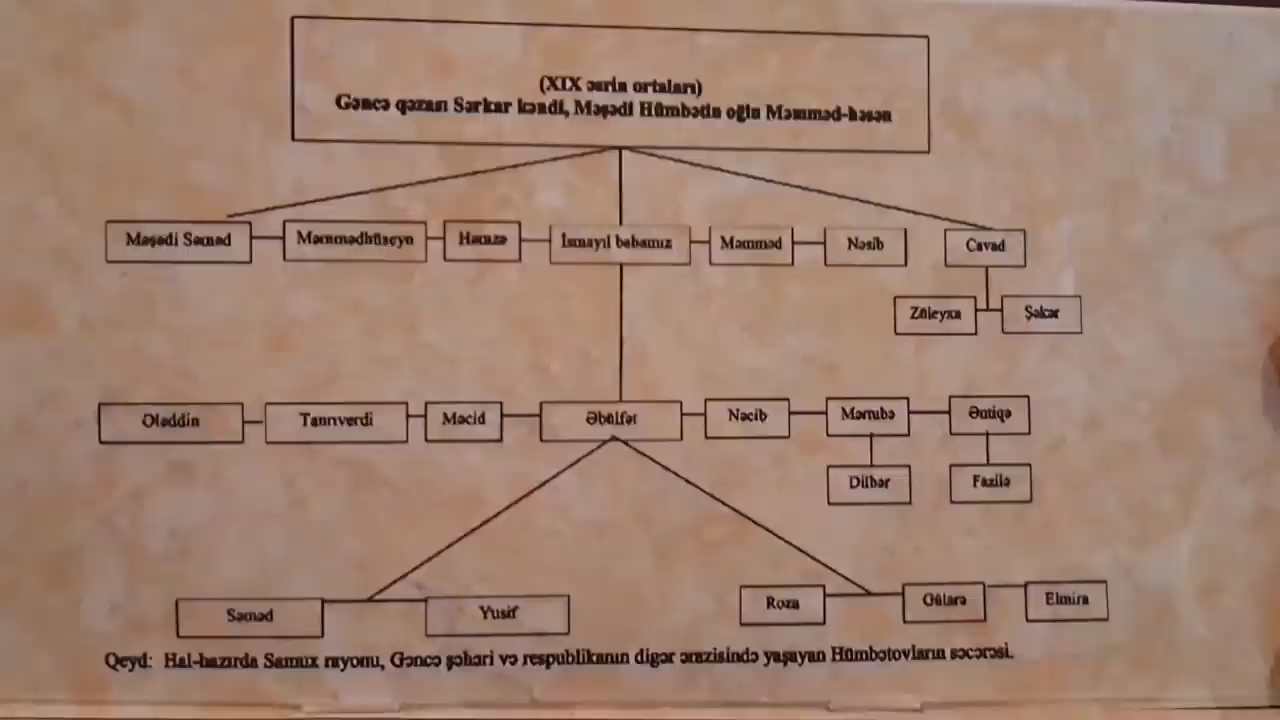 (XIX əsrin ortaları)
Gəncə qəzası Sərkar kəndi, Məşədi Hümbətin oğlu Məmməd-həsən
Məşədi Səməd
Məmmədhüseyn
Həmzə
İsmayıl babamız
Məmməd
Nəsib
Cavad
Züleyxa
Şəkər
Ələddin
Tanrıverdi
Məcid
Əbülfət
Nəcib
Mərtubə
Əntiqə
Dilbər
Fazilə
Səməd
Yusif
Roza
Gülarə
Elmira
Qeyd: Hal-hazırda Samux rayonu, Gəncə şəhəri və respublikanın digər ərazisində yaşayan Hümbətovların şəcərəsi.